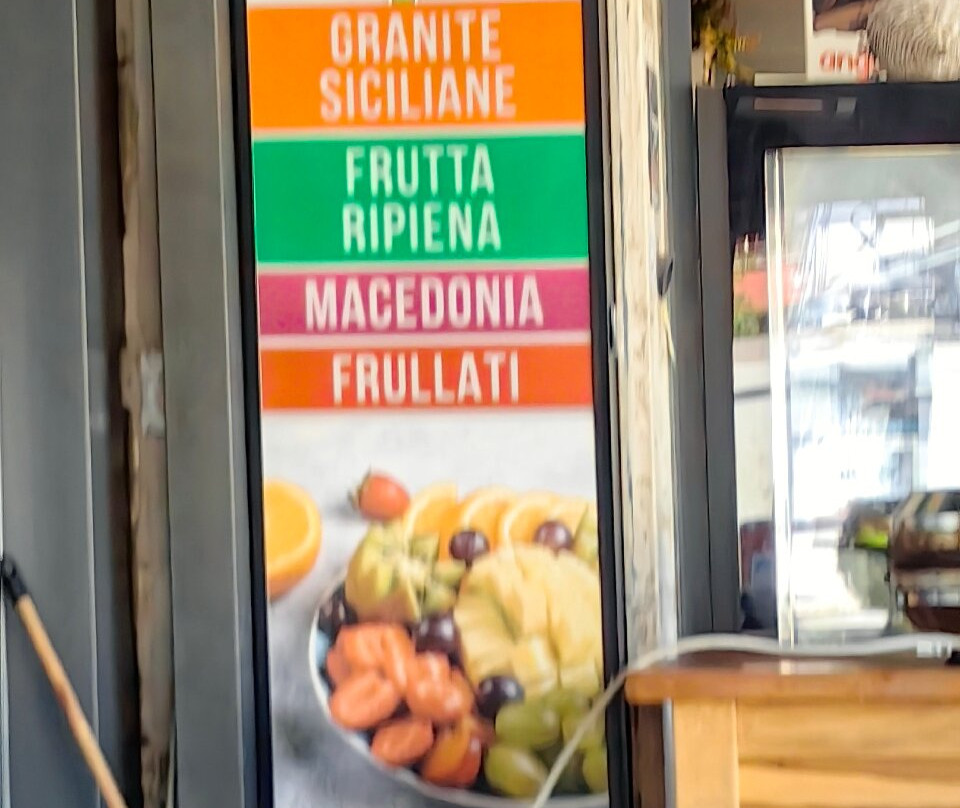 GRANITE
SICILIANE
FRUTTA
RIPIENA
MACEDONIA
FRULLATI